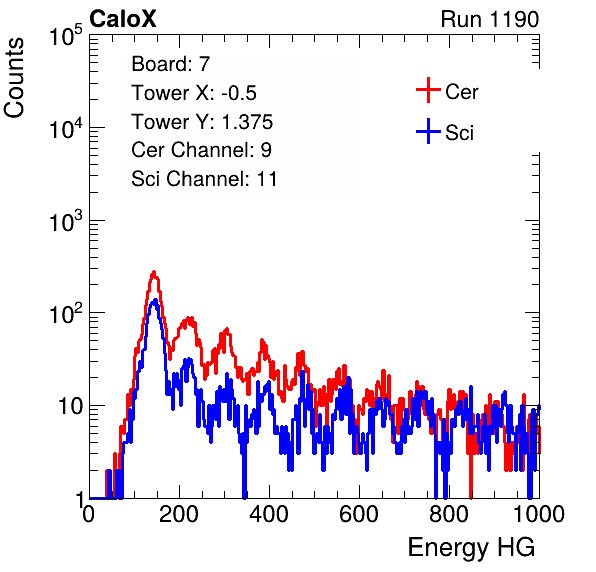 CaloX Run 1190
Counts
Board: 7
Tower X: -0.5
Tower Y: 1.375
Cer Channel: 9
Sci Channel: 11
Cer
Sci
10^5
10^4
10^3
10^2
10
1
0 200 400 600 800 1000
Energy HG